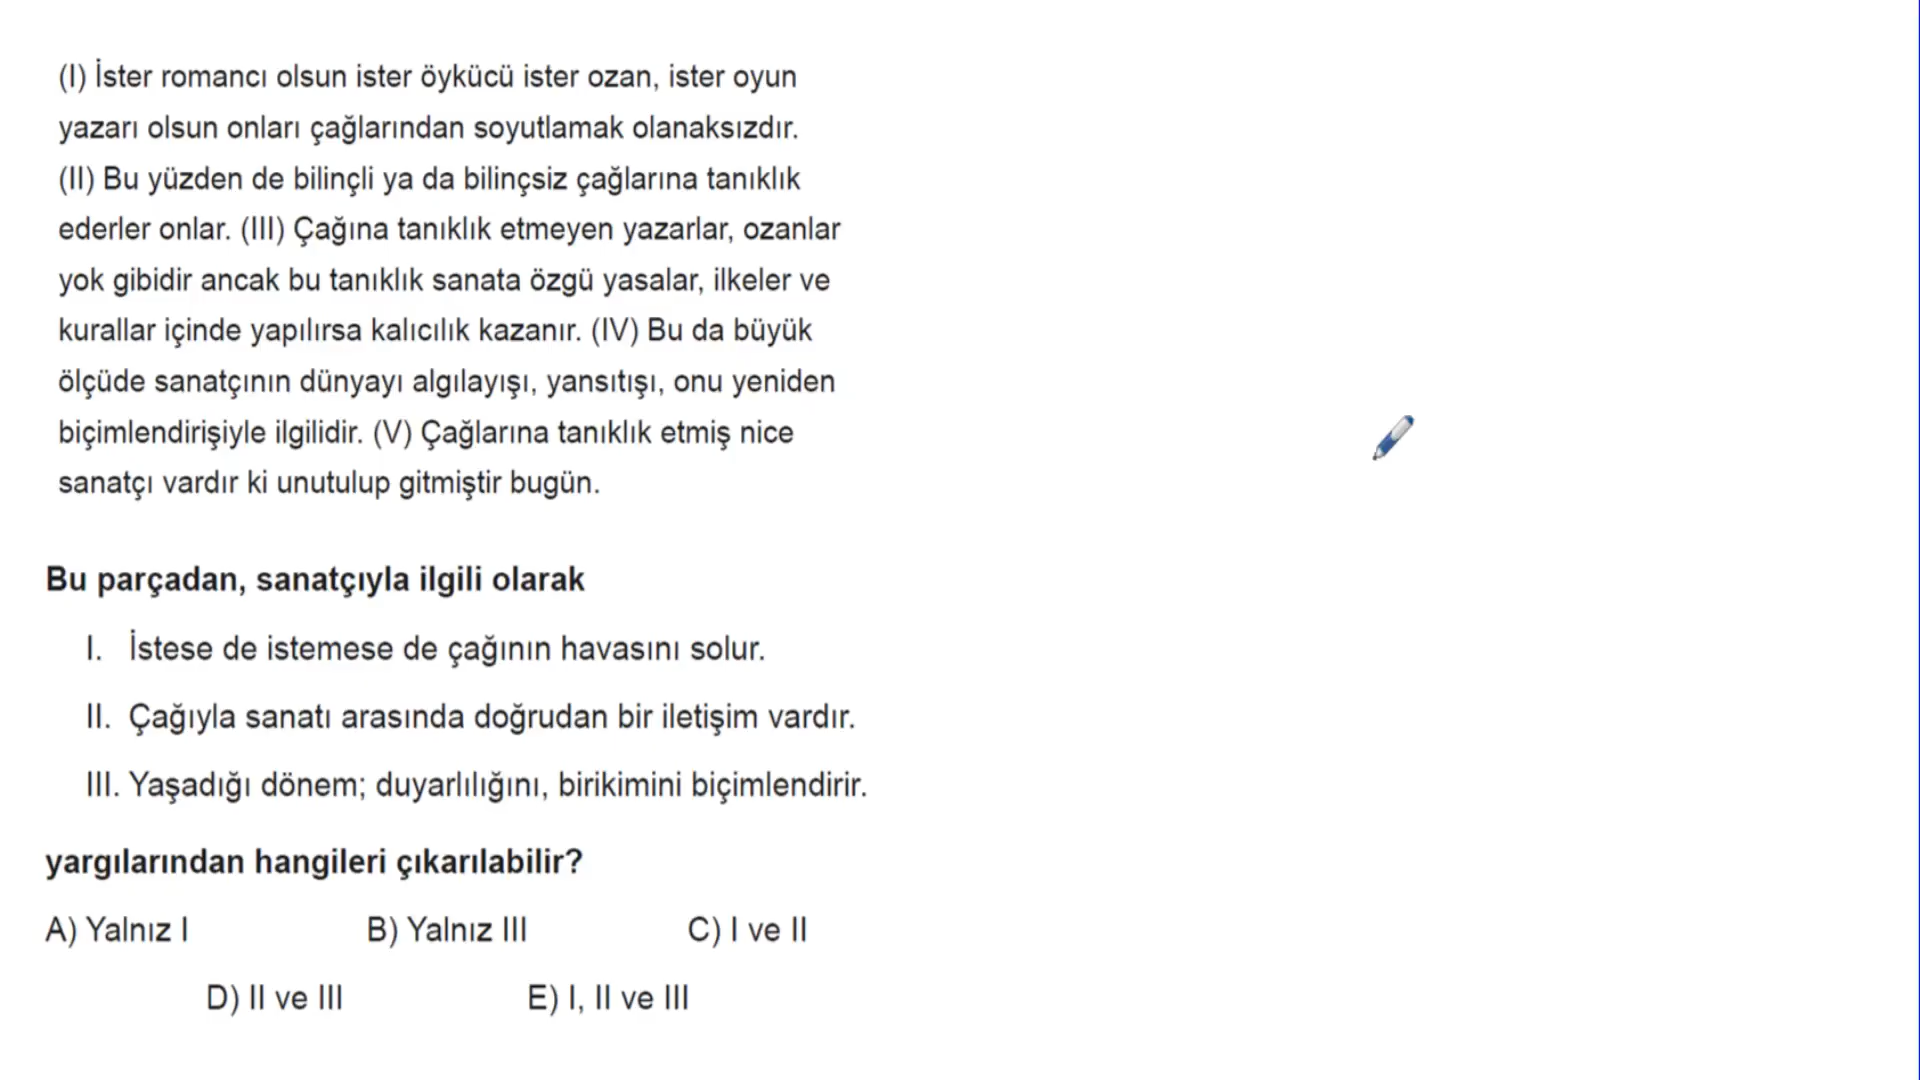 (I) İster romancı olsun ister öykücü ister ozan, ister oyun
yazarı olsun onları çağlarından soyutlamak olanaksızdır.
(II) Bu yüzden de bilinçli ya da bilinçsiz çağlarına tanıklık
ederler onlar. (III) Çağına tanıklık etmeyen yazarlar, ozanlar
yok gibidir ancak bu tanıklık sanata özgü yasalar, ilkeler ve
kurallar içinde yapılırsa kalıcılık kazanır. (IV) Bu da büyük
ölçüde sanatçının dünyayı algılayışı, yansıtışı, onu yeniden
biçimlendirişiyle ilgilidir. (V) Çağlarına tanıklık etmiş nice
sanatçı vardır ki unutulup gitmiştir bugün.
Bu parçadan, sanatçıyla ilgili olarak
I. İstese de istemese de çağının havasını solur.
II. Çağıyla sanatı arasında doğrudan bir iletişim vardır.
III. Yaşadığı dönem; duyarlılığını, birikimini biçimlendirir.
yargılarından hangileri çıkarılabilir?
A) Yalnız I B) Yalnız III C) I ve II
D) II ve III E) I, II ve III